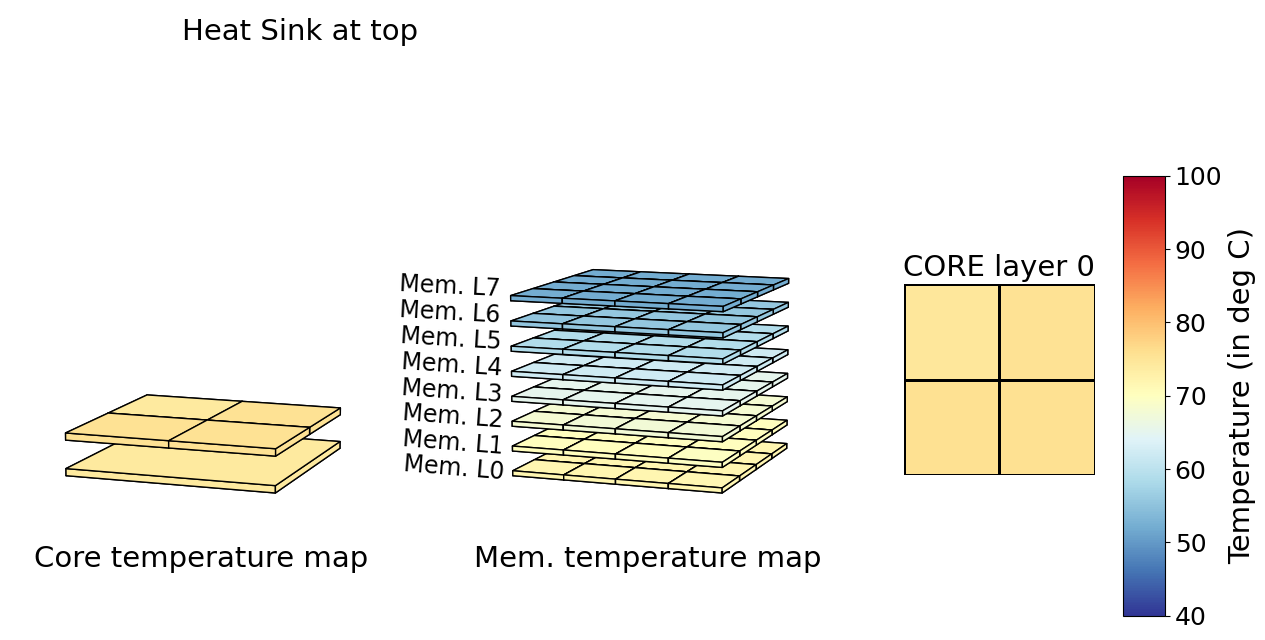 Heat Sink at top
Mem. L7
Mem. L6
Mem. L5
Mem. L4
Mem. L3
Mem. L2
Mem. L1
Mem. L0
Core temperature map
Mem. temperature map
CORE layer 0
100
90
80
70
60
50
40
Temperature (in deg C)